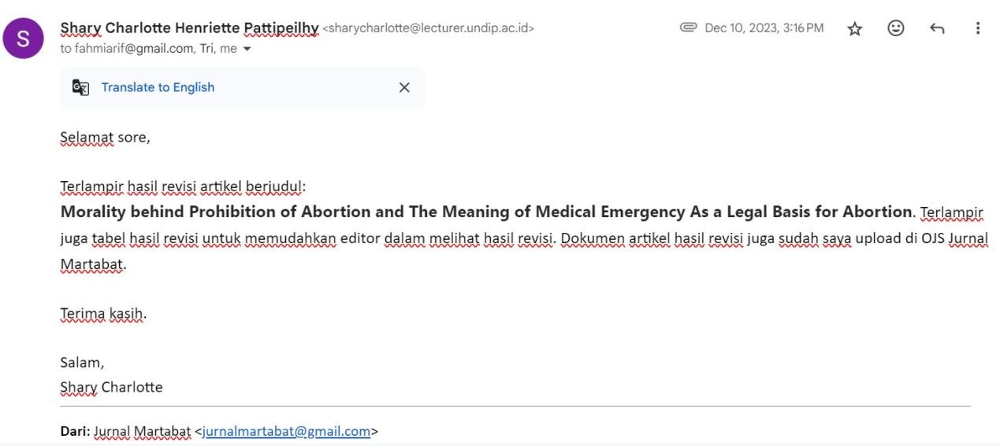 S
Shary Charlotte Henriette Pattipeilhy <sharycharlotte@lecturer.undip.ac.id>
Dec 10, 2023, 3:16 PM
to fahmiarif@gmail.com, Tri, me
Translate to English
Selamat sore,
Terlampir hasil revisi artikel berjudul:
Morality behind Prohibition of Abortion and The Meaning of Medical Emergency As a Legal Basis for Abortion. Terlampir
juga tabel hasil revisi untuk memudahkan editor dalam melihat hasil revisi. Dokumen artikel hasil revisi juga sudah saya upload di OJS Jurnal
Martabat.
Terima kasih.
Salam,
Shary Charlotte
Dari: Jurnal Martabat <jurnalmartabat@gmail.com>